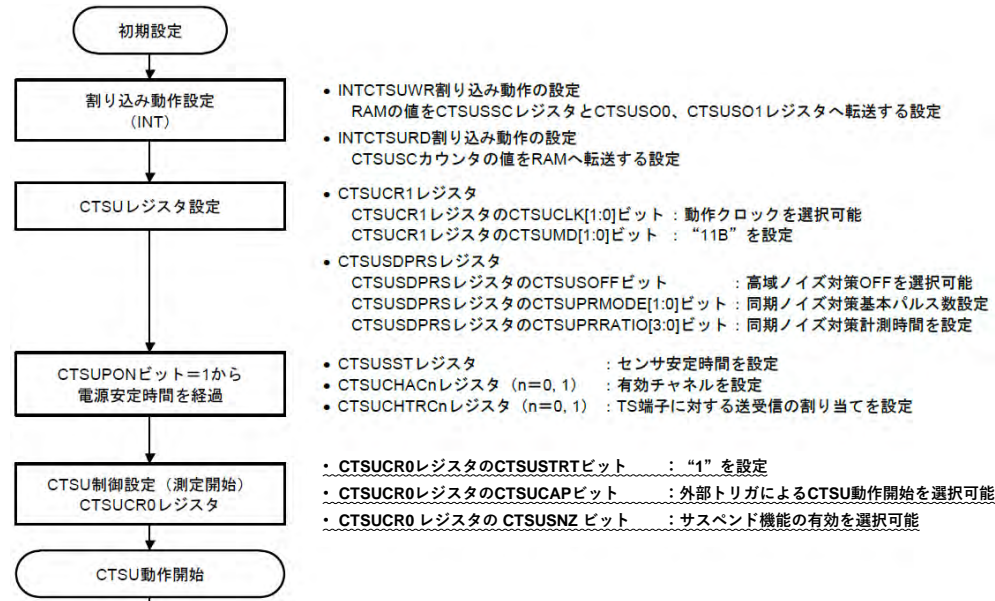 初期設定
割り込み動作設定
（INT）
• INTCTSUWR割り込み動作の設定
RAMの値をCTSUSSCレジスタとCTSUSO0、CTSUSO1レジスタへ転送する設定
• INTCTSURD割り込み動作の設定
CTSUSCカウンタの値をRAMへ転送する設定
CTSUレジスタ設定
• CTSUCR1レジスタ
CTSUCR1レジスタのCTSUCLK[1:0]ビット：動作クロックを選択可能
CTSUCR1レジスタのCTSUMD[1:0]ビット ：“11B”を設定
• CTSUSDPRSレジスタ
CTSUSDPRSレジスタのCTSUSOFFビット ：高域ノイズ対策OFFを選択可能
CTSUSDPRSレジスタのCTSUPRMODE[1:0]ビット：同期ノイズ対策基本パルス数設定
CTSUSDPRSレジスタのCTSUPRRATIO[3:0]ビット：同期ノイズ対策計測時間を設定
CTSUPONビット＝1から
電源安定時間を経過
• CTSUSSTレジスタ ：センサ安定時間を設定
• CTSUCHACnレジスタ（n＝0, 1）：有効チャネルを設定
• CTSUCHTRCnレジスタ（n＝0, 1）：TS端子に対する送受信の割り当てを設定
CTSU制御設定（測定開始）
CTSUCR0レジスタ
• CTSUCR0レジスタのCTSUSTRTビット ：“1”を設定
• CTSUCR0レジスタのCTSUCAPビット ：外部トリガによるCTSU動作開始を選択可能
• CTSUCR0 レジスタの CTSUSNZ ビット ：サスペンド機能の有効を選択可能
CTSU動作開始